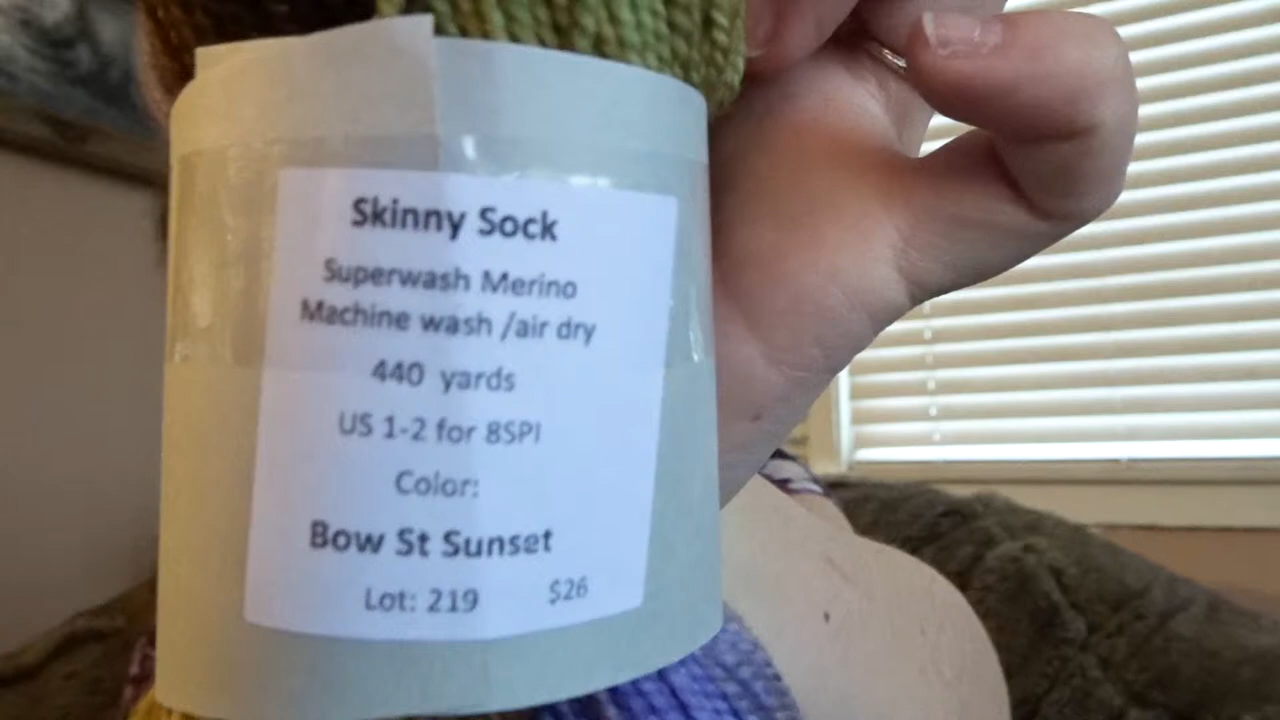 Skinny Sock
Superwash Merino
Machine wash /air dry
440 yards
US 1-2 for 8SPI
Color:
Bow St Sunset
Lot: 219 $26